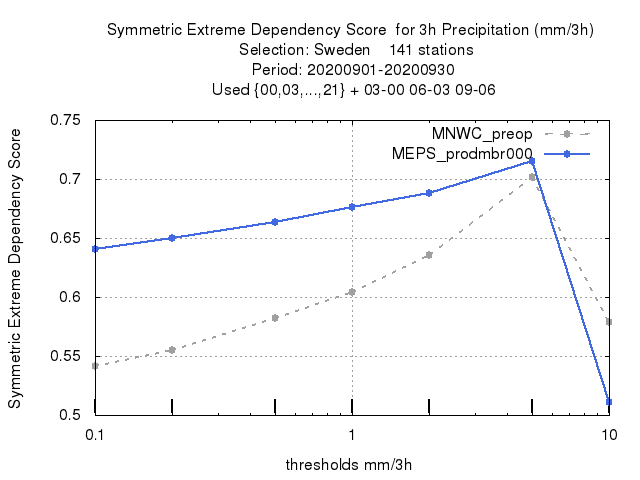 Symmetric Extreme Dependency Score  for 3h Precipitation (mm/3h)
Selection: Sweden    141 stations
Period: 20200901-20200930
Used {00,03,...,21} + 03-00 06-03 09-06
Symmetric Extreme Dependency Score
0.75
0.7
0.65
0.6
0.55
0.5
MNWC_preop
MEPS_prodmbr000
0.1
1
10
thresholds mm/3h